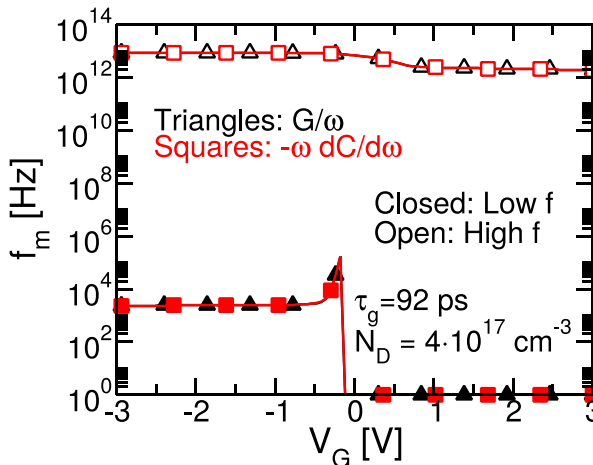 10^14
10^12
10^10
10^8
10^6
10^4
10^2
10^0
f_m [Hz]
Triangles: G/ω
Squares: -ω dC/dω
Closed: Low f
Open: High f
τ_g=92 ps
N_D = 4·10^17 cm^-3
-3 -2 -1 0 1 2 3
V_G [V]